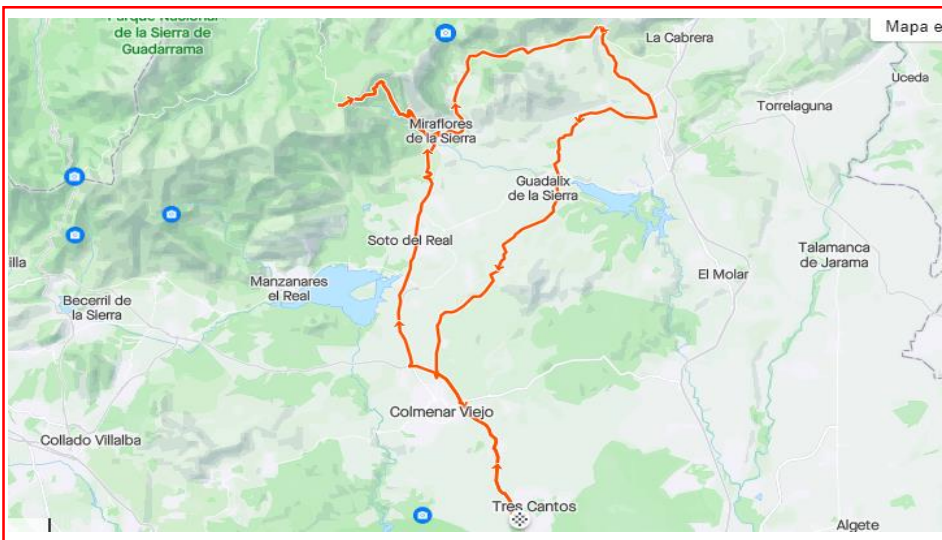 Parque Nacional
de la Sierra de
Guadarrama
La Cabrera
Mapa e
Uceda
Torrelaguna
Miraflores
de la Sierra
Guadalix
de la Sierra
Soto del Real
Talamanca
de Jarama
illa
Manzanares
el Real
El Molar
Becerril de
la Sierra
Colmenar Viejo
Collado Villalba
Tres Cantos
Algete